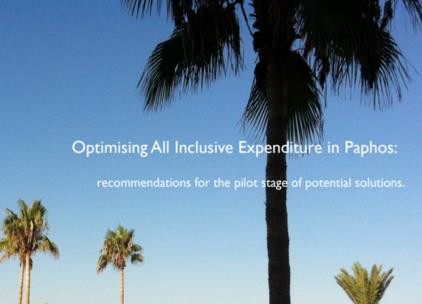 Optimising All Inclusive Expenditure in Paphos:
recommendations for the pilot stage of potential solutions.